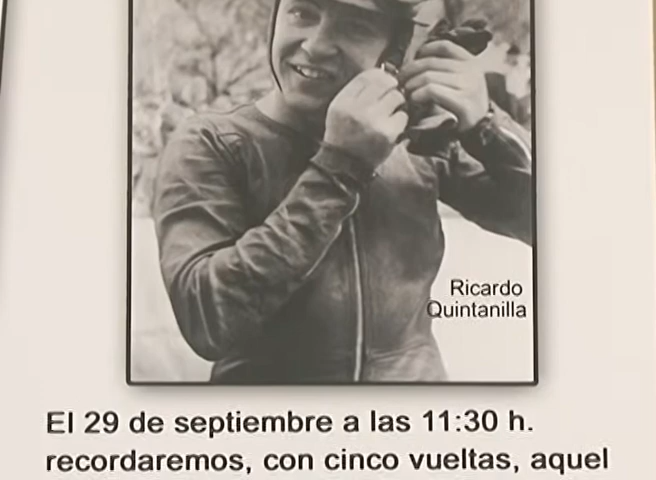 Ricardo
Quintanilla
El 29 de septiembre a las 11:30 h.
recordaremos, con cinco vueltas, aquel